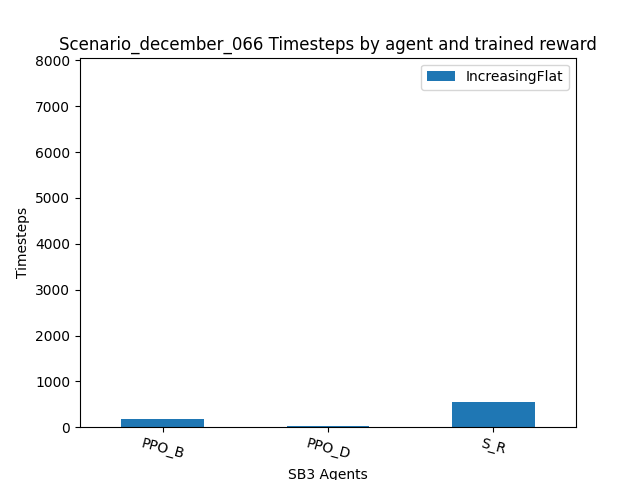 Scenario_december_066 Timesteps by agent and trained reward
IncreasingFlat
8000
7000
6000
5000
4000
3000
2000
1000
0
Timesteps
PPO_B
PPO_D
S_R
SB3 Agents